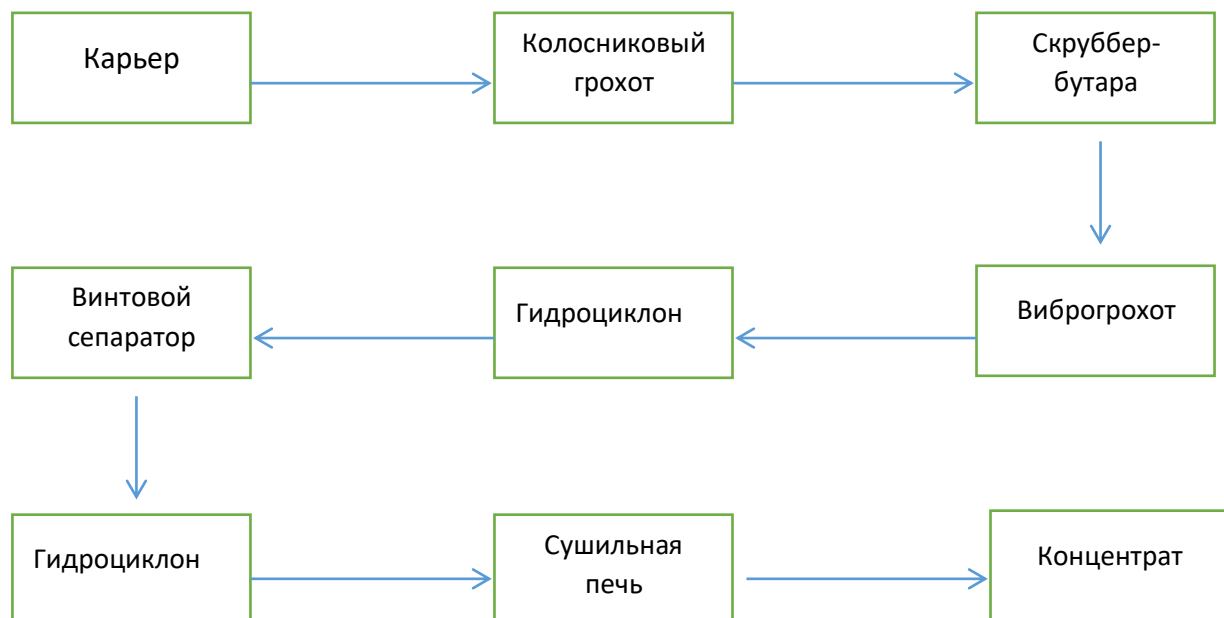 Карьер
Колосниковый
грохот
Скруббер-
бутара
Винтовой
сепаратор
Гидроциклон
Виброгрохот
Гидроциклон
Сушильная
печь
Концентрат